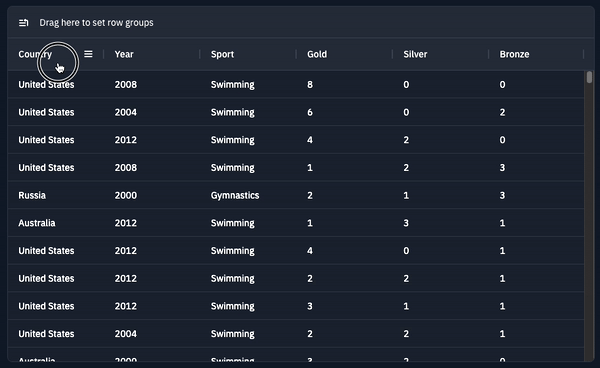 Drag here to set row groups
Country Year Sport Gold Silver Bronze
United States 2008 Swimming 8 0 0
United States 2004 Swimming 6 0 2
United States 2012 Swimming 4 2 0
United States 2008 Swimming 1 2 3
Russia 2000 Gymnastics 2 1 3
Australia 2012 Swimming 1 3 1
United States 2012 Swimming 4 0 1
United States 2012 Swimming 2 2 1
United States 2012 Swimming 3 1 1
United States 2004 Swimming 2 2 1
Australia 2000 Swimming 3 2 0